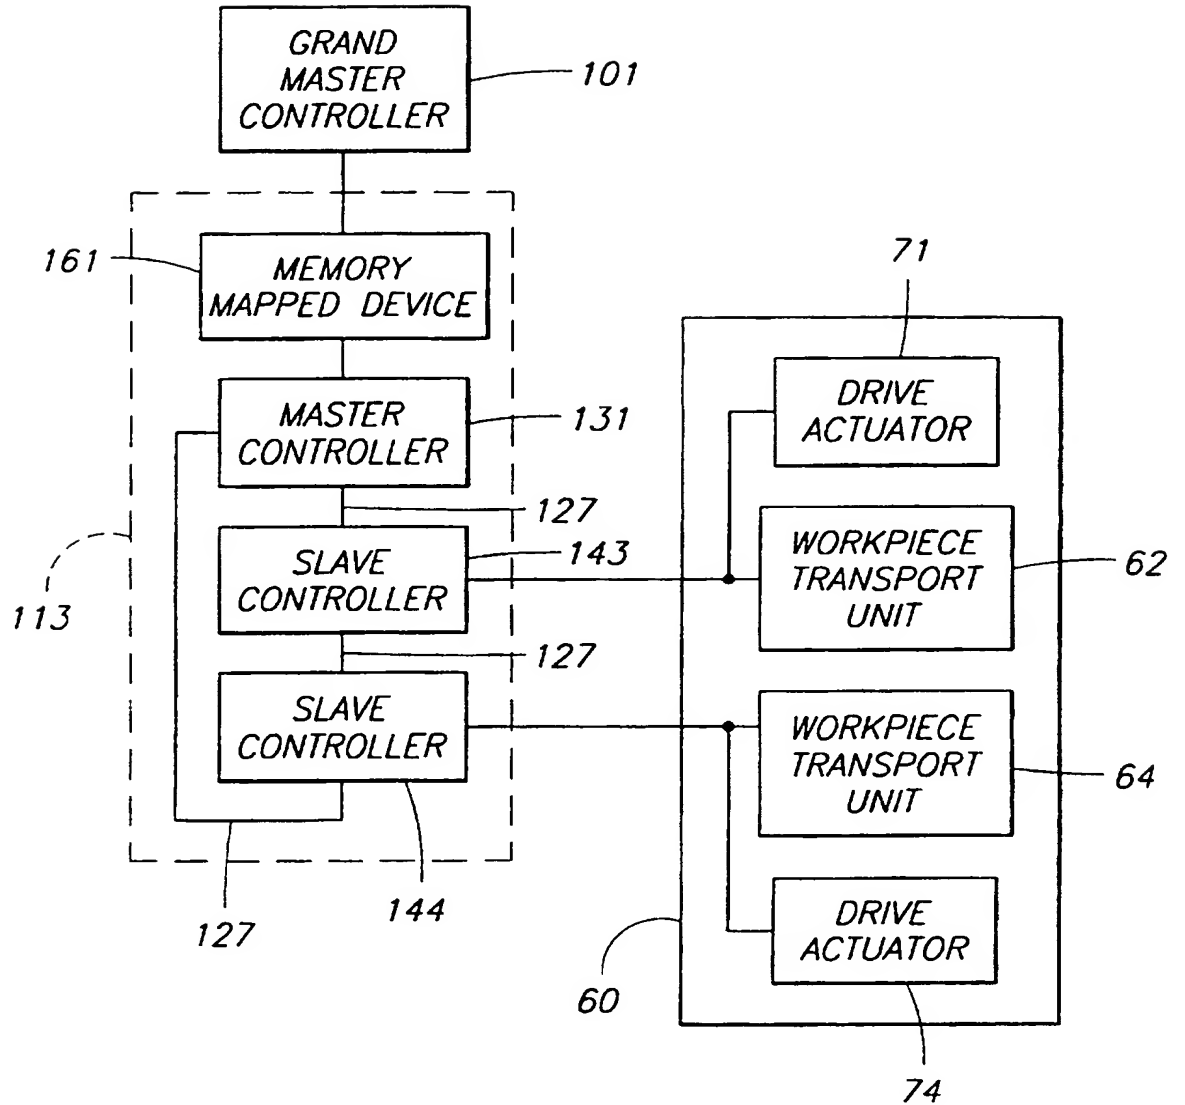 GRAND
MASTER
CONTROLLER
101
161
MEMORY
MAPPED DEVICE
MASTER
CONTROLLER
131
127
SLAVE
CONTROLLER
143
113
127
SLAVE
CONTROLLER
144
127
71
DRIVE
ACTUATOR
WORKPIECE
TRANSPORT
UNIT
62
WORKPIECE
TRANSPORT
UNIT
64
DRIVE
ACTUATOR
60
74